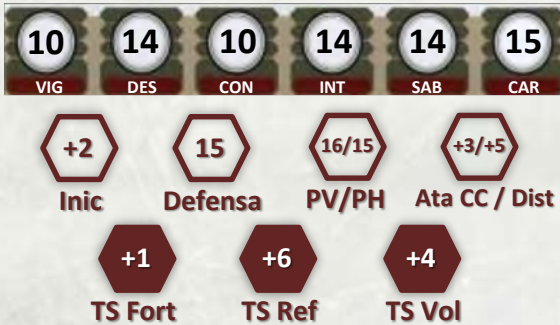 10 14 10 14 14 15
VIG DES CON INT SAB CAR
+2 15 16/15 +3/+5
Inic Defensa PV/PH Ata CC / Dist
+1 +6 +4
TS Fort TS Ref TS Vol